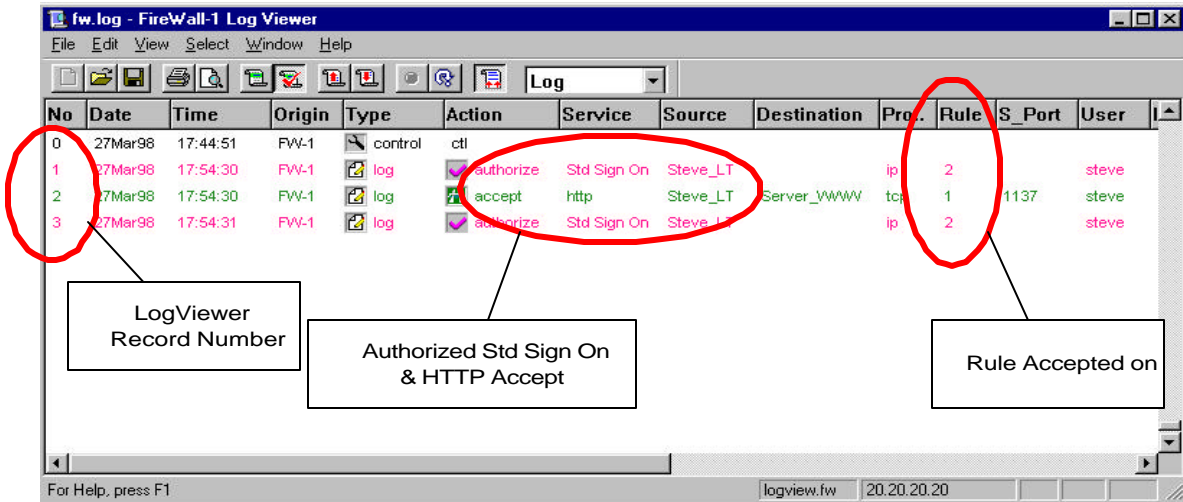 fw.log - FireWall-1 Log Viewer
File Edit View Select Window Help
Log
No Date Time Origin Type Action Service Source Destination Pro.. Rule S_Port User
0 27Mar98 17:44:51 FW-1 control ctl
1 27Mar98 17:54:30 FW-1 log authorize Std Sign On Steve_LT ip 2 steve
2 27Mar98 17:54:30 FW-1 log accept http Steve_LT Server_WWW tcp 1 1137 steve
3 27Mar98 17:54:31 FW-1 log authorize Std Sign On Steve_LT ip 2 steve
LogViewer
Record Number
Authorized Std Sign On
& HTTP Accept
Rule Accepted on
For Help, press F1 logview.fw 20.20.20.20